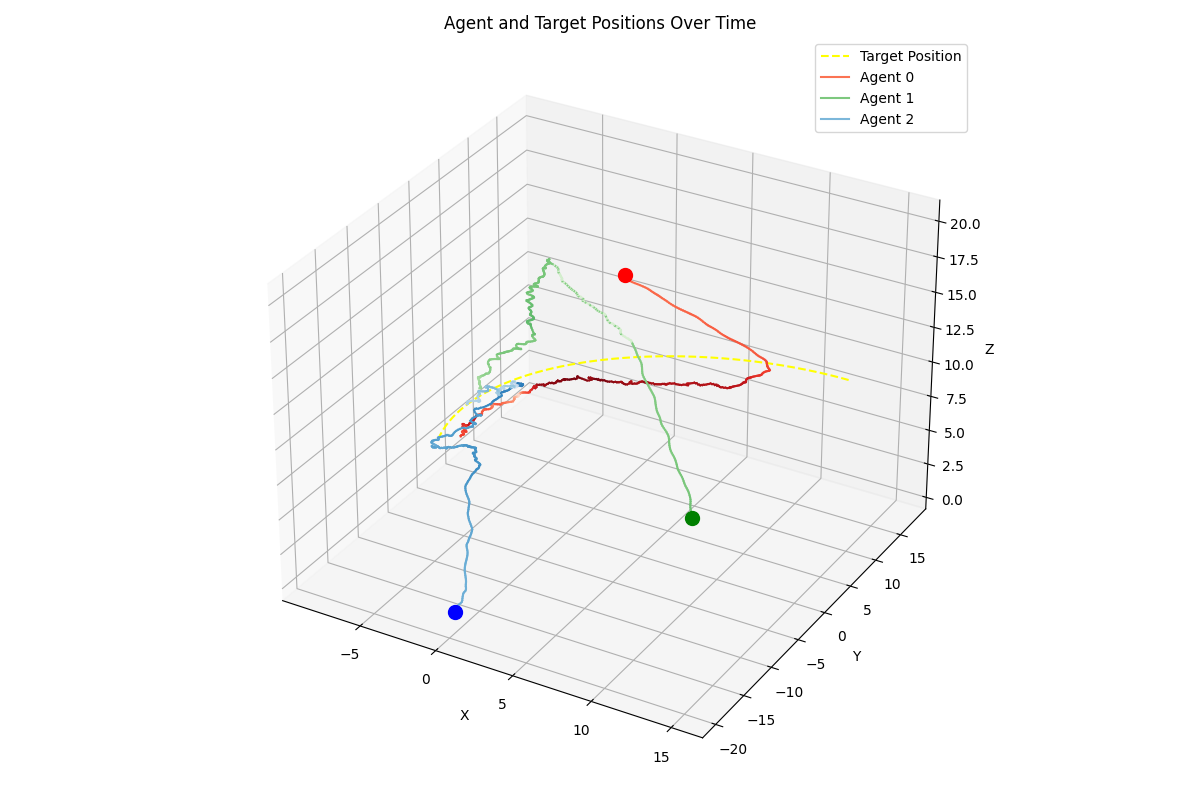 Agent and Target Positions Over Time
Target Position
Agent 0
Agent 1
Agent 2
20.0
17.5
15.0
12.5
10.0
7.5
5.0
2.5
0.0
Z
−5
0
5
10
15
X
15
10
5
0
−5
−10
−15
−20
Y